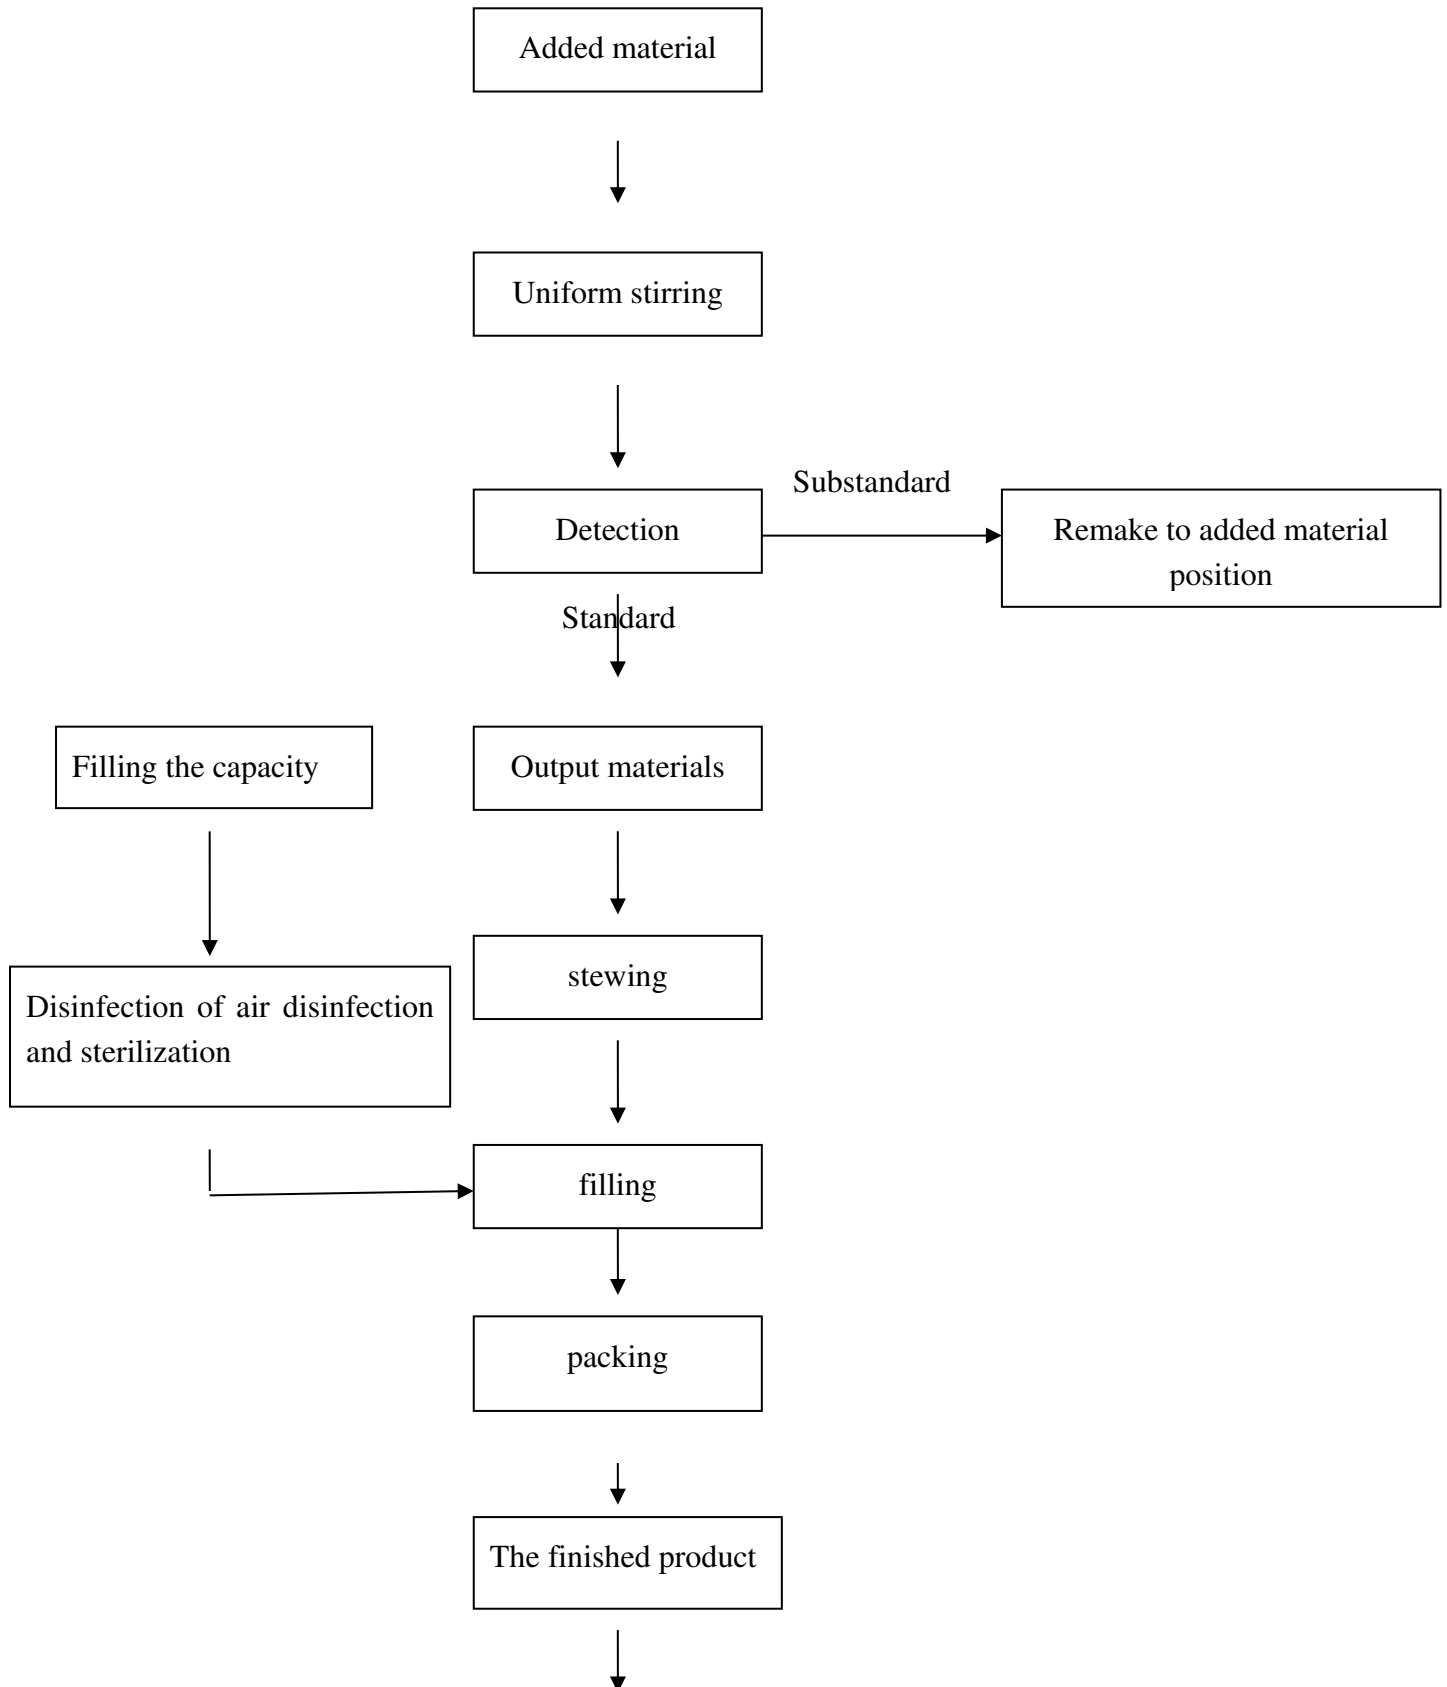 Added material
Uniform stirring
Substandard
Detection
Remake to added material
position
Standard
Filling the capacity
Output materials
stewing
Disinfection of air disinfection
and sterilization
filling
packing
The finished product